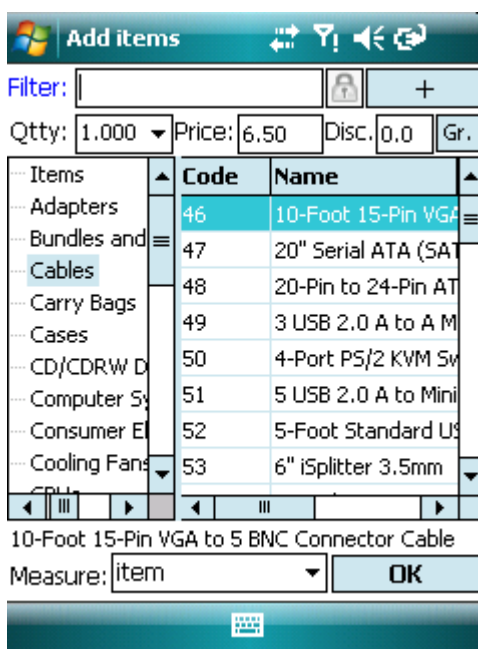 Add items
Filter: +
Qtty: 1.000 Price: 6.50 Disc. 0.0 Gr.
Items
Adapters
Bundles and
Cables
Carry Bags
Cases
CD/CDRW D
Computer Sy
Consumer El
Cooling Fans
CPUs
Code Name
46 10-Foot 15-Pin VGA
47 20" Serial ATA (SAT
48 20-Pin to 24-Pin AT
49 3 USB 2.0 A to A M
50 4-Port PS/2 KVM Sw
51 5 USB 2.0 A to Mini
52 5-Foot Standard US
53 6" iSplitter 3.5mm
10-Foot 15-Pin VGA to 5 BNC Connector Cable
Measure: item OK